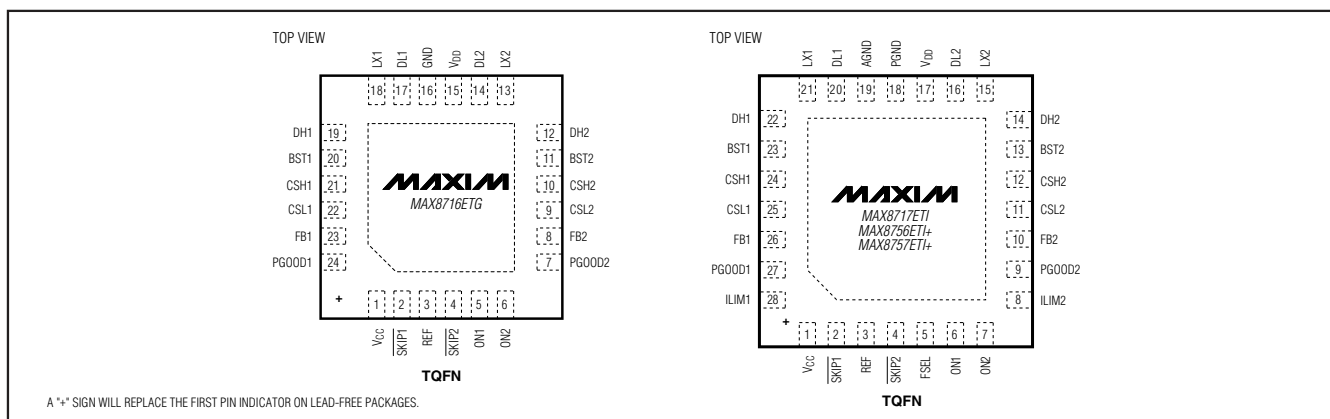 TOP VIEW
LX1 DL1 GND VDD DL2 LX2
18 17 16 15 14 13
DH1 19
BST1 20
CSH1 21
CSL1 22
FB1 23
PGOOD1 24
MAXIM
MAX8716ETG
12 DH2
11 BST2
10 CSH2
9 CSL2
8 FB2
7 PGOOD2
+
1 2 3 4 5 6
VCC SKIP1 REF SKIP2 ON1 ON2
TQFN
TOP VIEW
LX1 DL1 AGND PGND VDD DL2 LX2
21 20 19 18 17 16 15
DH1 22
BST1 23
CSH1 24
CSL1 25
FB1 26
PGOOD1 27
ILIM1 28
MAXIM
MAX8717ETI
MAX8756ETI+
MAX8757ETI+
14 DH2
13 BST2
12 CSH2
11 CSL2
10 FB2
9 PGOOD2
8 ILIM2
+
1 2 3 4 5 6 7
VCC SKIP1 REF SKIP2 FSEL ON1 ON2
TQFN
A "+" SIGN WILL REPLACE THE FIRST PIN INDICATOR ON LEAD-FREE PACKAGES.